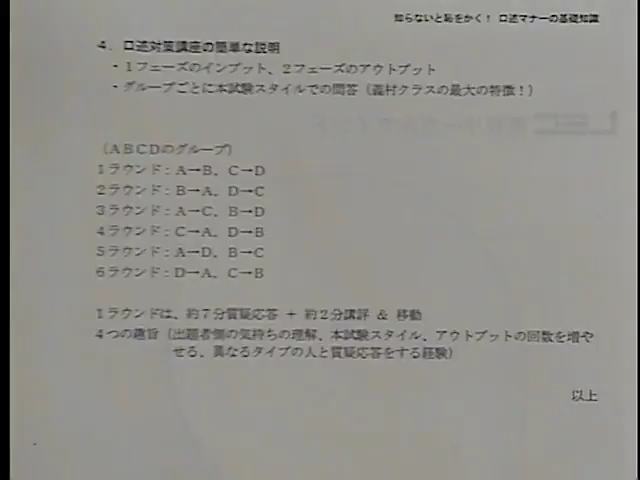 知らないと恥をかく！ 口述マナーの基礎知識
４．口述対策講座の簡単な説明
・１フェーズのインプット、２フェーズのアウトプット
・グループごとに本試験スタイルでの問答（義村クラスの最大の特徴！）
（ＡＢＣＤのグループ）
１ラウンド：Ａ→Ｂ、Ｃ→Ｄ
２ラウンド：Ｂ→Ａ、Ｄ→Ｃ
３ラウンド：Ａ→Ｃ、Ｂ→Ｄ
４ラウンド：Ｃ→Ａ、Ｄ→Ｂ
５ラウンド：Ａ→Ｄ、Ｂ→Ｃ
６ラウンド：Ｄ→Ａ、Ｃ→Ｂ
１ラウンドは、約７分質疑応答 ＋ 約２分講評 ＆ 移動
４つの趣旨（出題者側の気持ちの理解、本試験スタイル、アウトプットの回数を増や
せる、異なるタイプの人と質疑応答をする経験）
以上